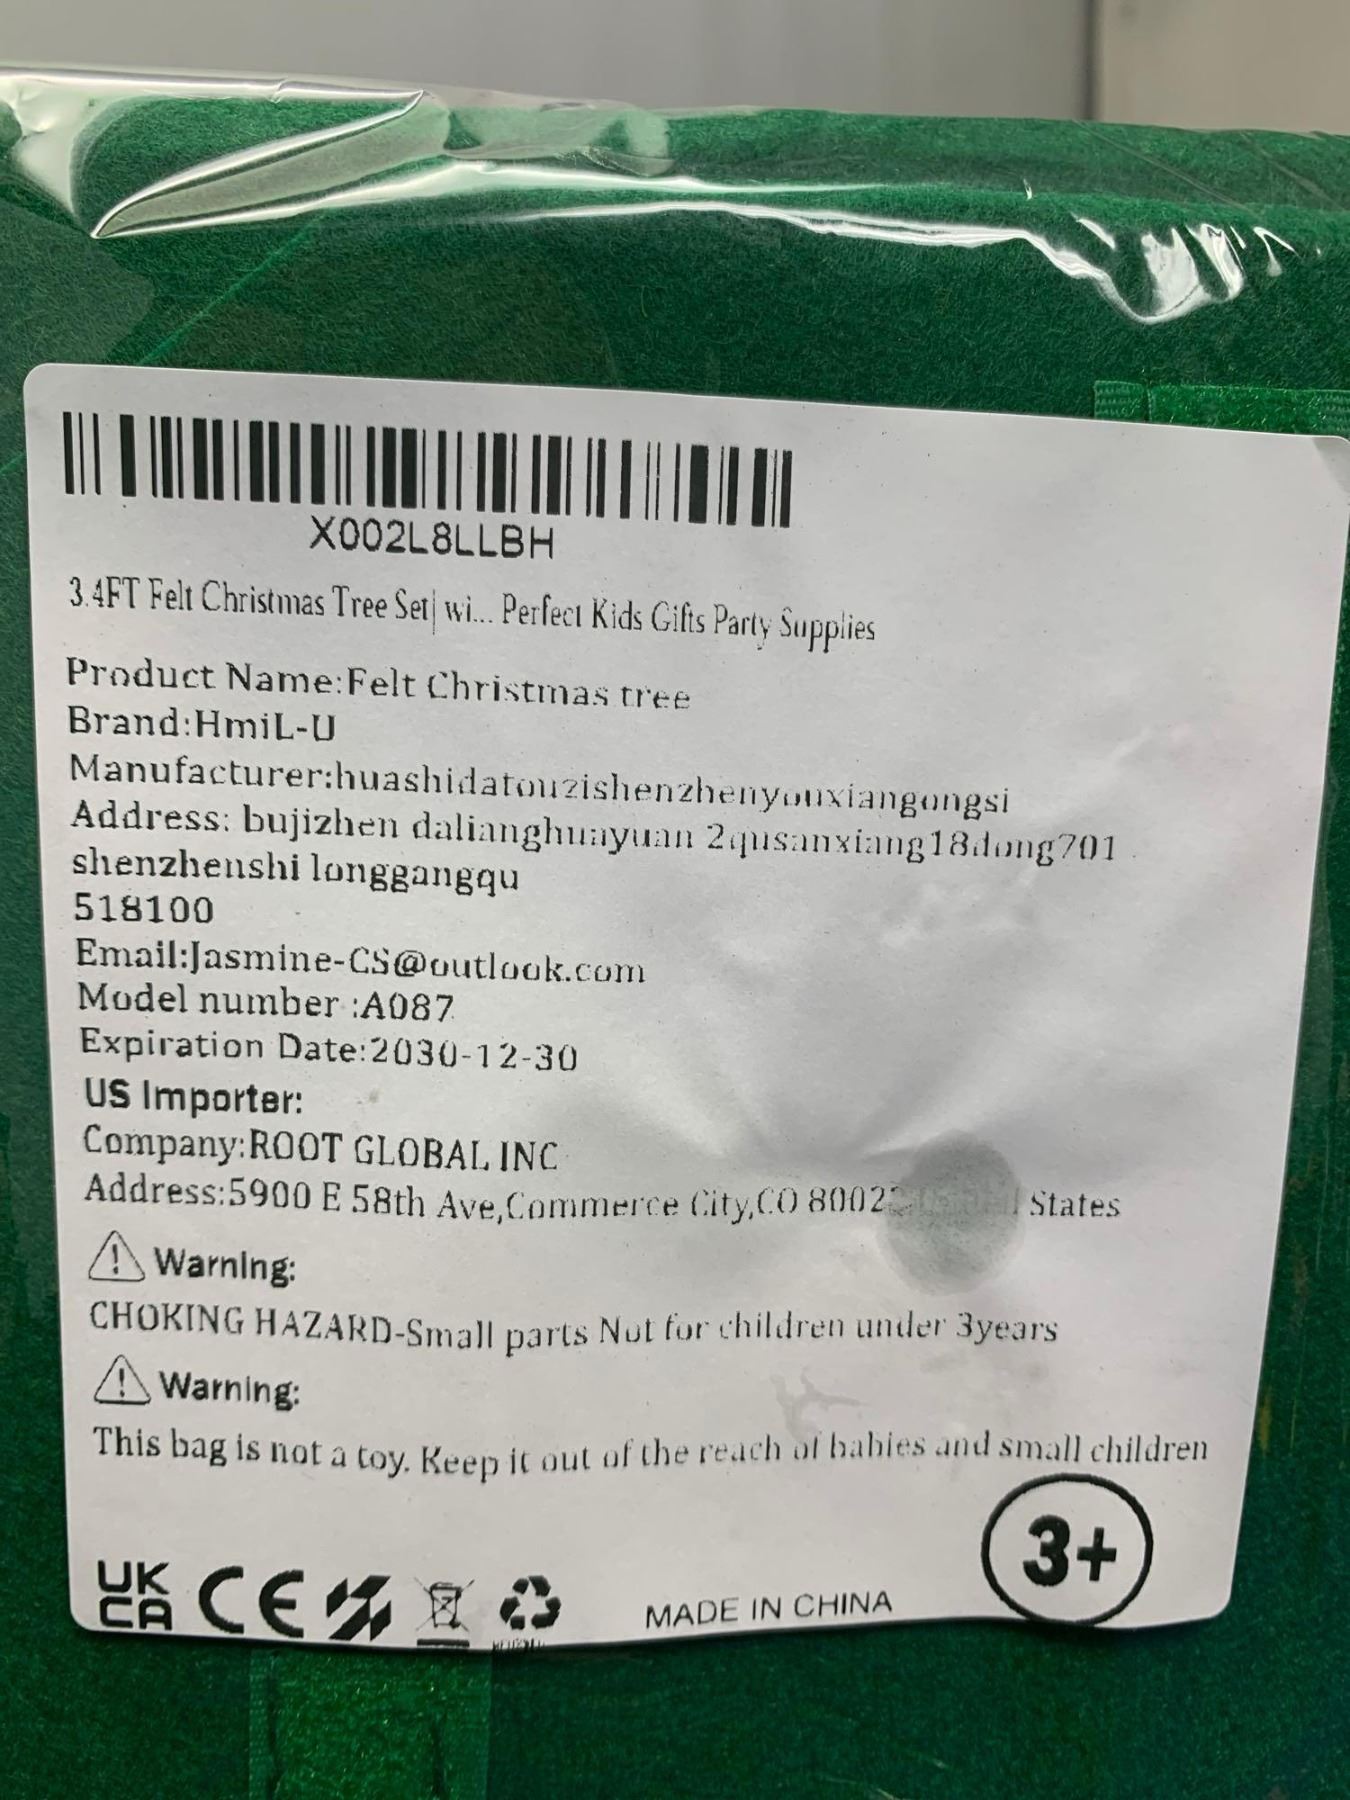 X002L8LLBH
3.4FT Felt Christmas Tree Set| wi... Perfect Kids Gifts Party Supplies
Product Name:Felt Christmas tree
Brand:HmiL-U
Manufacturer:huashidatouzishenzhenyouxiangongsi
Address: bujizhen dalianghuayuan 2qusanxiang18dong701
shenzhenshi longgangqu
518100
Email:Jasmine-CS@outlook.com
Model number :A087
Expiration Date:2030-12-30
US Importer:
Company:ROOT GLOBAL INC
Address:5900 E 58th Ave,Commerce City,CO 80022 United States
Warning:
CHOKING HAZARD-Small parts Not for children under 3years
Warning:
This bag is not a toy. Keep it out of the reach of babies and small children
3+
UK
CA CE MADE IN CHINA